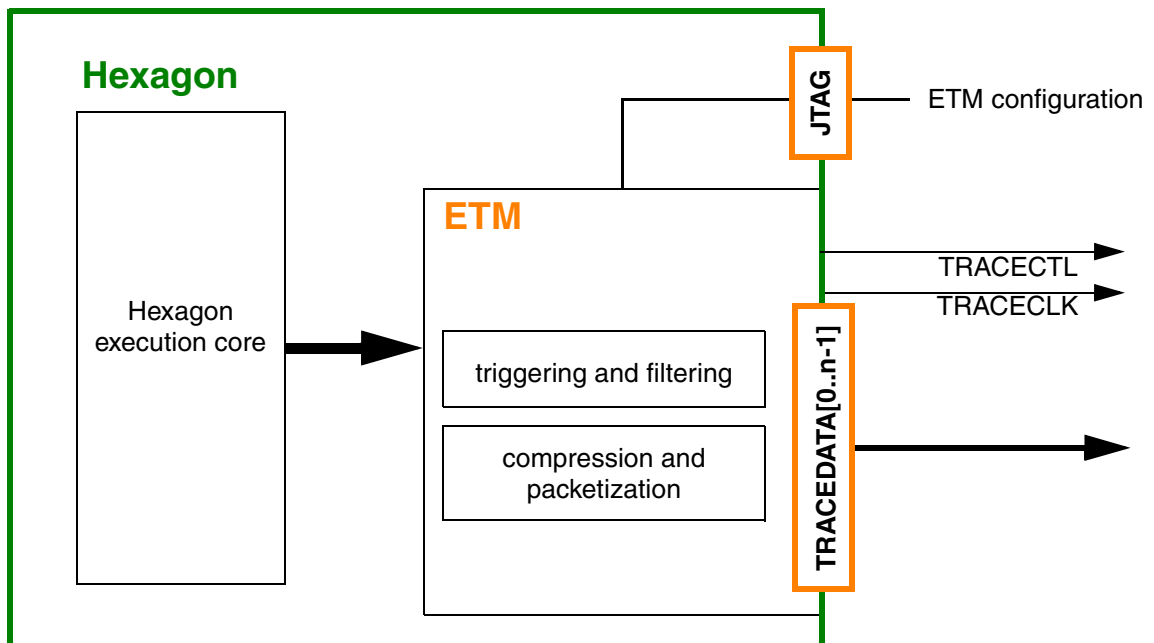 Hexagon
JTAG
ETM configuration
ETM
TRACECTL
TRACECLK
Hexagon
execution core
triggering and filtering
compression and
packetization
TRACEDATA[0..n-1]